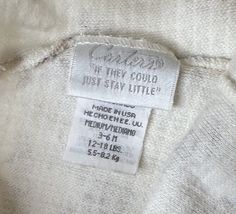 Carter's®
"IF THEY COULD
JUST STAY LITTLE"
MADE IN USA
HECHO EN EE. UU.
MEDIUM/MEDIANO
3-6 M
12-18 LBS.
5.5-8.2 Kg